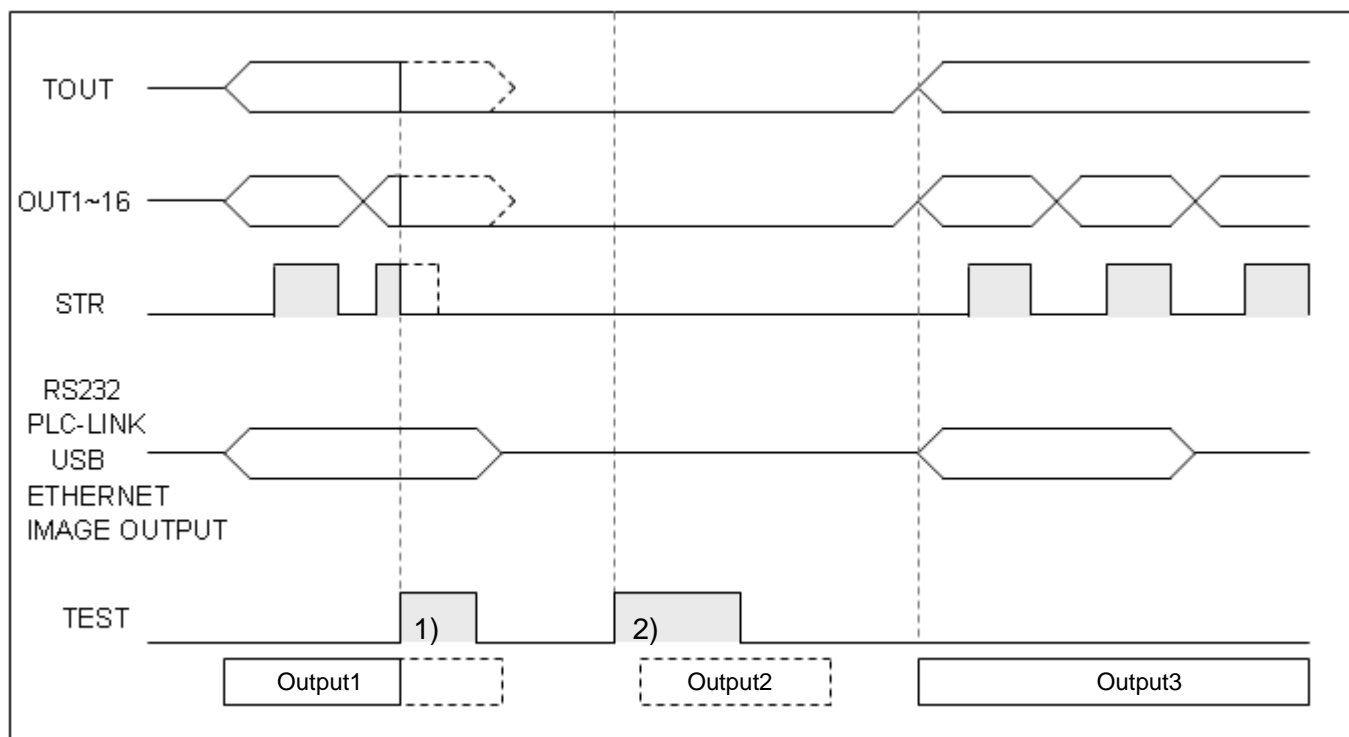 TOUT
OUT1~16
STR
RS232
PLC-LINK
USB
ETHERNET
IMAGE OUTPUT
TEST
1)
2)
Output1
Output2
Output3